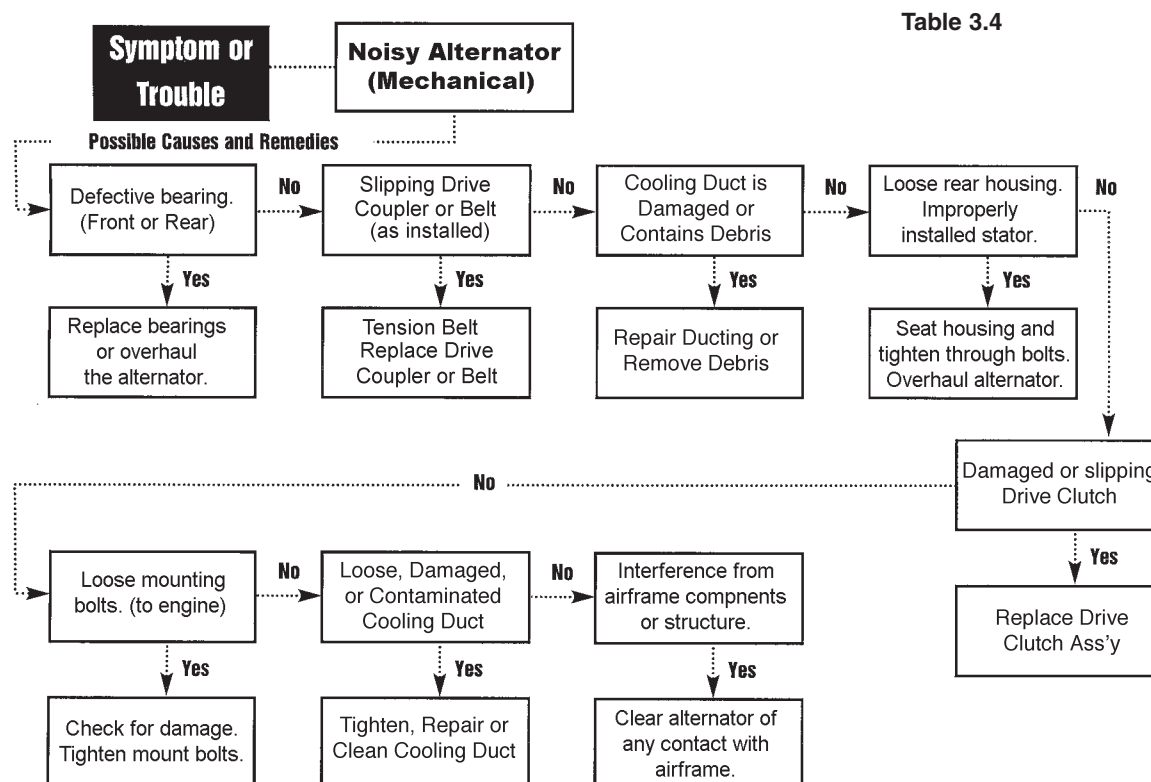 Table 3.4
Symptom or
Trouble
Noisy Alternator
(Mechanical)
Possible Causes and Remedies
Defective bearing.
(Front or Rear)
No
Slipping Drive
Coupler or Belt
(as installed)
No
Cooling Duct is
Damaged or
Contains Debris
No
Loose rear housing.
Improperly
installed stator.
No
Yes
Yes
Yes
Yes
Replace bearings
or overhaul
the alternator.
Tension Belt
Replace Drive
Coupler or Belt
Repair Ducting or
Remove Debris
Seat housing and
tighten through bolts.
Overhaul alternator.
Damaged or slipping
Drive Clutch
No
Yes
Replace Drive
Clutch Ass'y
Loose mounting
bolts. (to engine)
No
Loose, Damaged,
or Contaminated
Cooling Duct
No
Interference from
airframe compnents
or structure.
Yes
Yes
Yes
Check for damage.
Tighten mount bolts.
Tighten, Repair or
Clean Cooling Duct
Clear alternator of
any contact with
airframe.